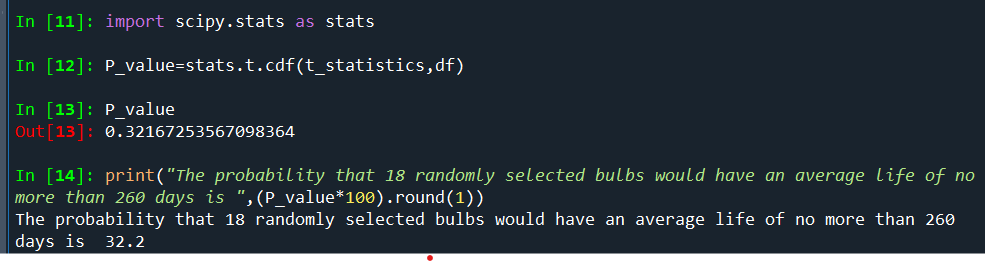 In [11]: import scipy.stats as stats
In [12]: P_value=stats.t.cdf(t_statistics,df)
In [13]: P_value
Out[13]: 0.32167253567098364
In [14]: print("The probability that 18 randomly selected bulbs would have an average life of no
more than 260 days is ",(P_value*100).round(1))
The probability that 18 randomly selected bulbs would have an average life of no more than 260
days is  32.2